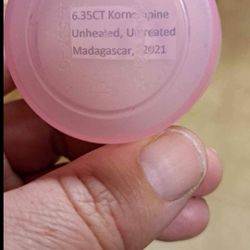 6.35CT Kornerupine
Unheated, Untreated
Madagascar, 2021